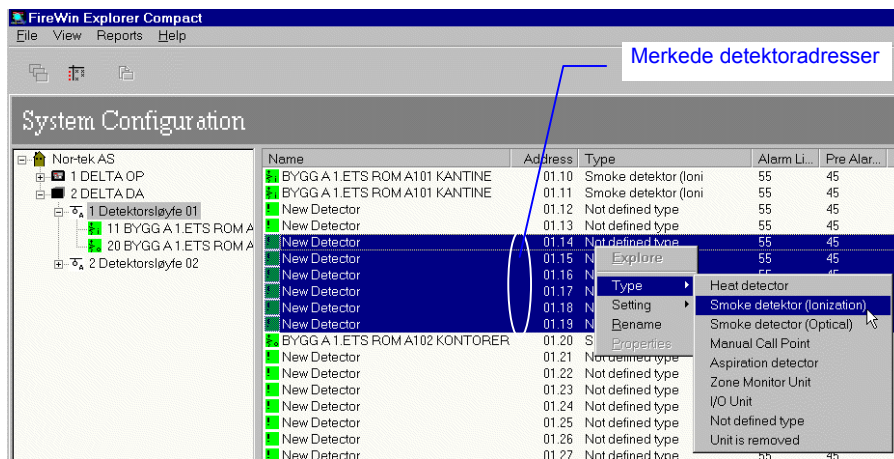 FireWin Explorer Compact
File View Reports Help
Merkede detektoradresser
System Configuration
Nor-tek AS
1 DELTA OP
2 DELTA DA
1 Detektorsløyfe 01
11 BYGG A 1.ETS ROM A
20 BYGG A 1.ETS ROM A
2 Detektorsløyfe 02
Name Address Type Alarm Li... Pre Alar...
BYGG A 1.ETS ROM A101 KANTINE 01.10 Smoke detektor (Ioni 55 45
BYGG A 1.ETS ROM A101 KANTINE 01.11 Smoke detektor (Ioni 55 45
New Detector 01.12 Not defined type 55 45
New Detector 01.13 Not defined type 55 45
New Detector 01.14 Not defined type 55 45
New Detector 01.15 N 55 45
New Detector 01.16 N 55 45
New Detector 01.17 N
New Detector 01.18 N
New Detector 01.19 N
BYGG A 1.ETS ROM A102 KONTORER 01.20 S
New Detector 01.21 Not defined type
New Detector 01.22 Not defined type
New Detector 01.23 Not defined type
New Detector 01.24 Not defined type
New Detector 01.25 Not defined type
New Detector 01.26 Not defined type
New Detector 01.27 Not defined type 55 45
Explore
Type
Setting
Rename
Properties
Heat detector
Smoke detektor (Ionization)
Smoke detector (Optical)
Manual Call Point
Aspiration detector
Zone Monitor Unit
I/O Unit
Not defined type
Unit is removed